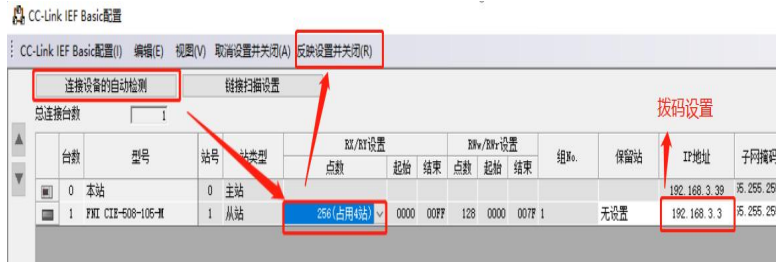 CC-Link IEF Basic配置
CC-Link IEF Basic配置(I) 编辑(E) 视图(V) 取消设置并关闭(A) 反映设置并关闭(R)
连接设备的自动检测 链接扫描设置
总连接台数 1
拨码设置
台数 型号 站号 站类型 RX/RY设置 RWw/RWr设置 组No. 保留站 IP地址 子网掩码
点数 起始 结束 点数 起始 结束
0 本站 0 主站 192.168.3.39 255.255.25
1 FNI CIE-508-105-M 1 从站 256(占用4站) 0000 00FF 128 0000 007F 1 无设置 192.168.3.3 255.255.25